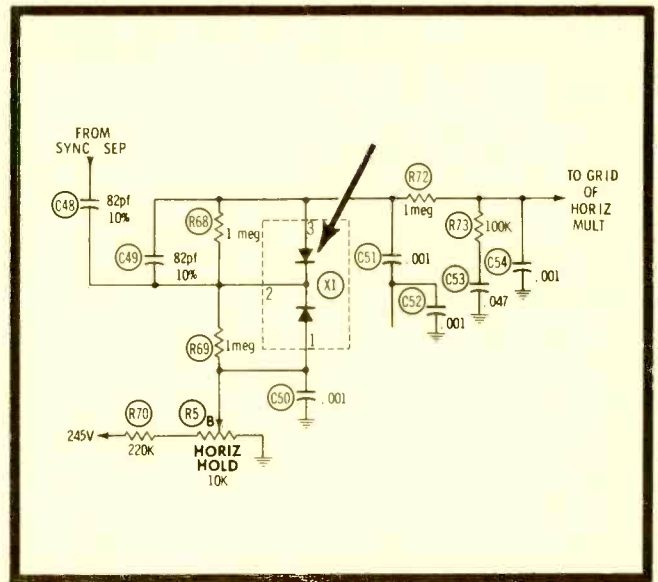 FROM
SYNC SEP
C48
82pf
10%
C49
82pf
10%
R68
1 meg
3
X1
2
1
R69
1meg
R72
1meg
TO GRID
OF
HORIZ
MULT
R73
100K
C51
.001
C52
.001
C53
.047
C54
.001
C50
.001
245V
R70
220K
R5
B
HORIZ
HOLD
10K